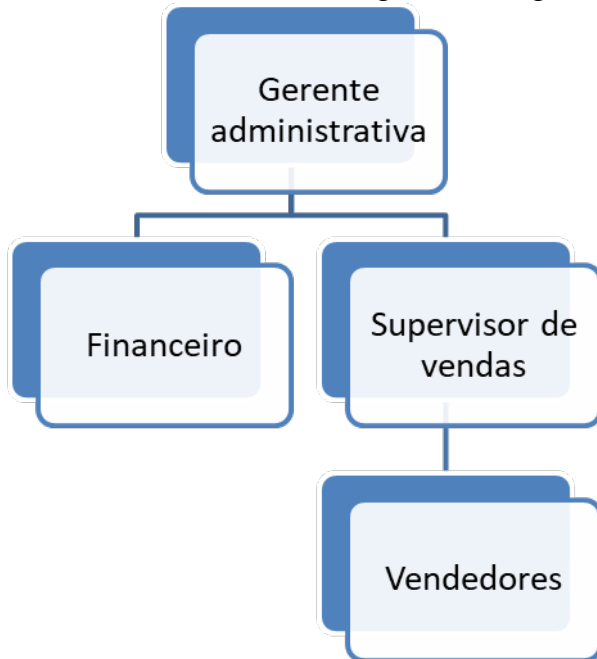 Gerente
administrativa
Financeiro
Supervisor de
vendas
Vendedores